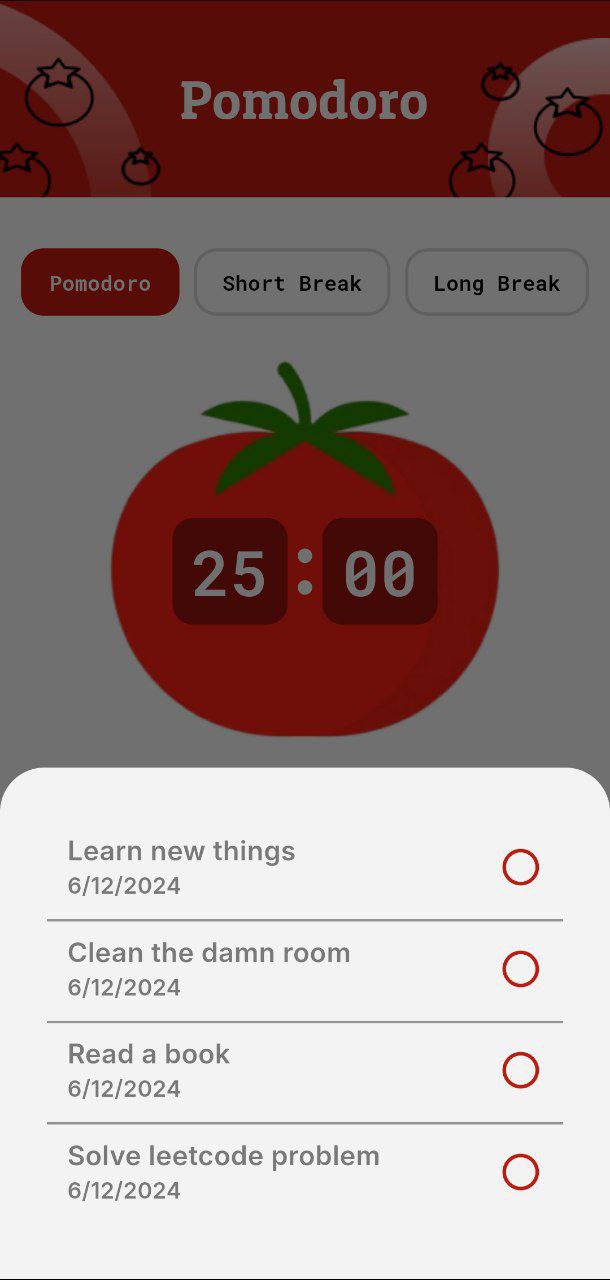 Pomodoro
Pomodoro Short Break Long Break
25:00
Learn new things
6/12/2024
Clean the damn room
6/12/2024
Read a book
6/12/2024
Solve leetcode problem
6/12/2024